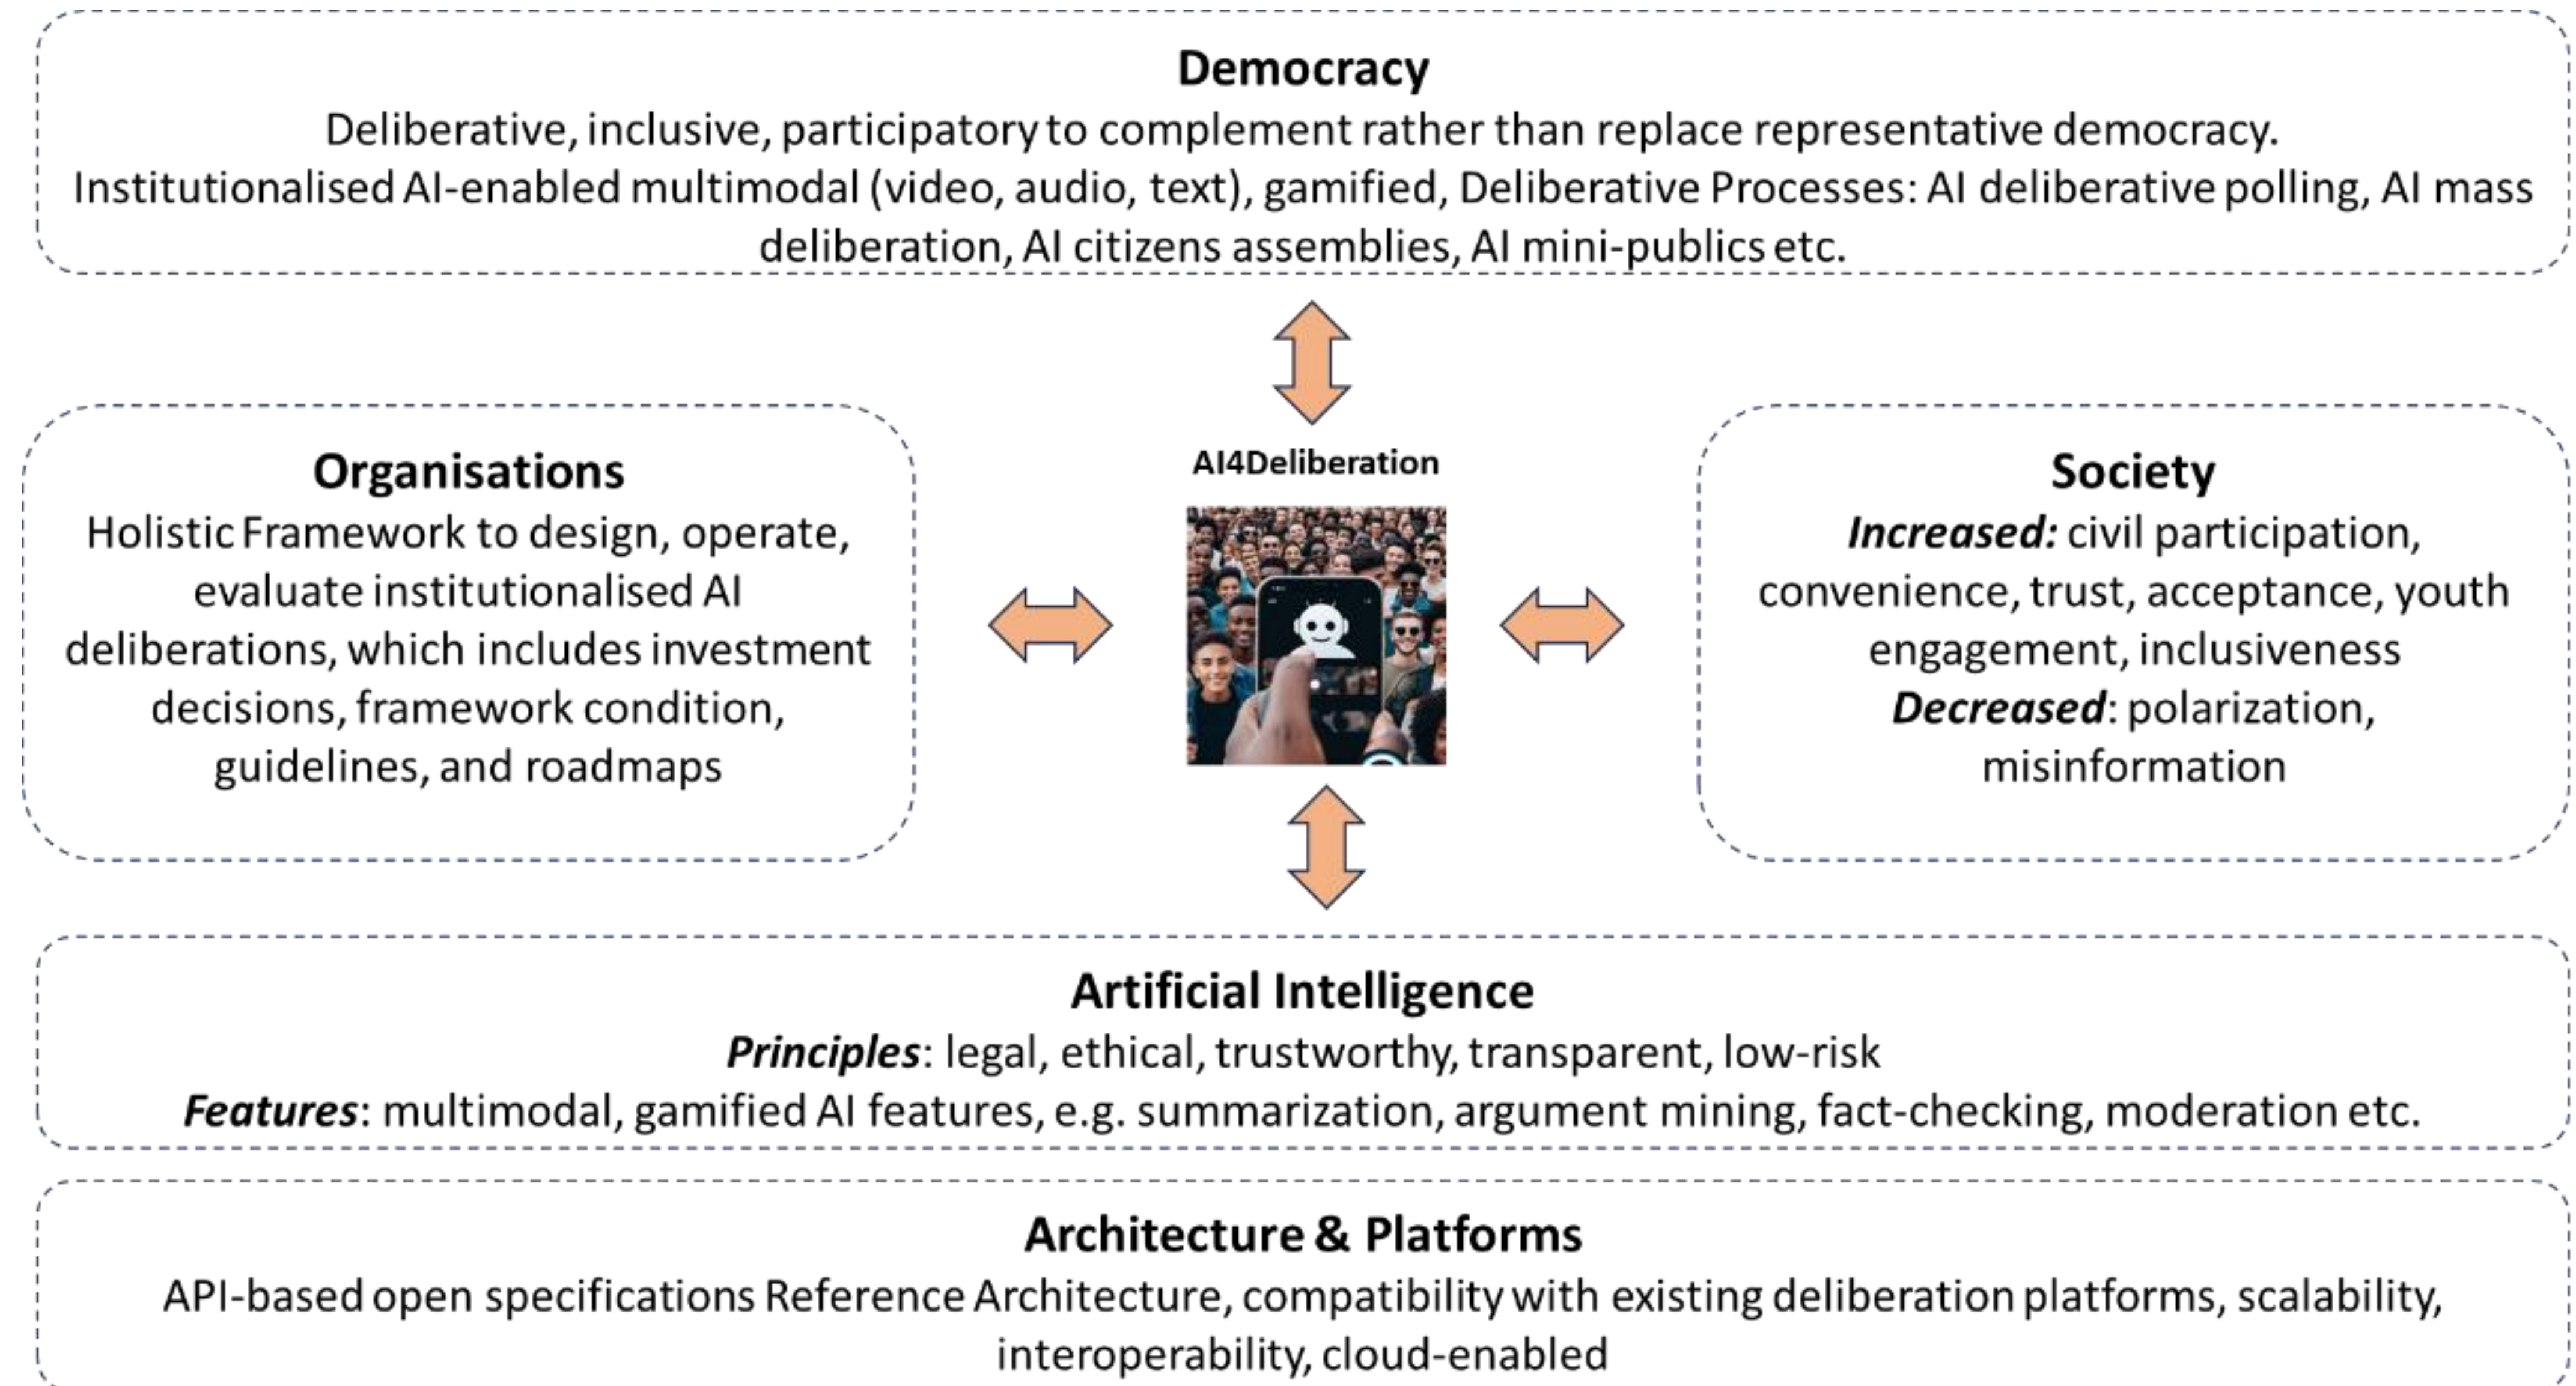 Democracy
Deliberative, inclusive, participatory to complement rather than replace representative democracy.
Institutionalised AI-enabled multimodal (video, audio, text), gamified, Deliberative Processes: AI deliberative polling, AI mass
deliberation, AI citizens assemblies, AI mini-publics etc.
Organisations
Holistic Framework to design, operate,
evaluate institutionalised AI
deliberations, which includes investment
decisions, framework condition,
guidelines, and roadmaps
AI4Deliberation
Society
Increased: civil participation,
convenience, trust, acceptance, youth
engagement, inclusiveness
Decreased: polarization,
misinformation
Artificial Intelligence
Principles: legal, ethical, trustworthy, transparent, low-risk
Features: multimodal, gamified AI features, e.g. summarization, argument mining, fact-checking, moderation etc.
Architecture & Platforms
API-based open specifications Reference Architecture, compatibility with existing deliberation platforms, scalability,
interoperability, cloud-enabled